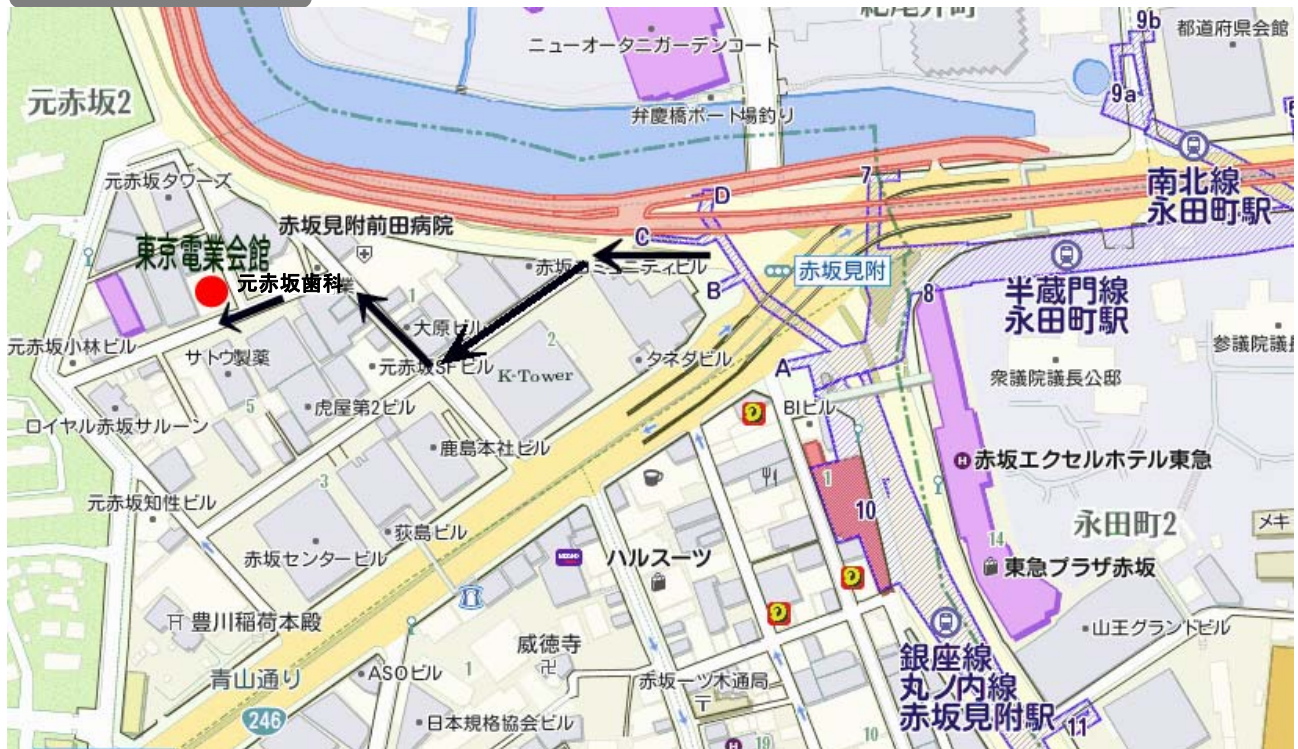 紀尾井町
9b
都道府県会館
ニューオータニガーデンコート
9a
元赤坂2
弁慶橋ボート場釣り
元赤坂タワーズ
7
南北線
永田町駅
D
赤坂見附前田病院
C
東京電業会館
元赤坂歯科
赤坂コミュニティビル
赤坂見附
B
8
半蔵門線
永田町駅
1
大原ビル
2
元赤坂小林ビル
サトウ製薬
元赤坂SFビル
K-Tower
タネダビル
A
衆議院議長公邸
参議院議長
5
虎屋第2ビル
BIビル
ロイヤル赤坂サルーン
鹿島本社ビル
赤坂エクセルホテル東急
3
1
10
元赤坂知性ビル
荻島ビル
永田町2
メキ
14
赤坂センタービル
ハルスーツ
東急プラザ赤坂
豊川稲荷本殿
威徳寺
山王グランドビル
銀座線
丸ノ内線
赤坂見附駅
青山通り
ASOビル
1
赤坂一ツ木通局
246
日本規格協会ビル
11
10
19